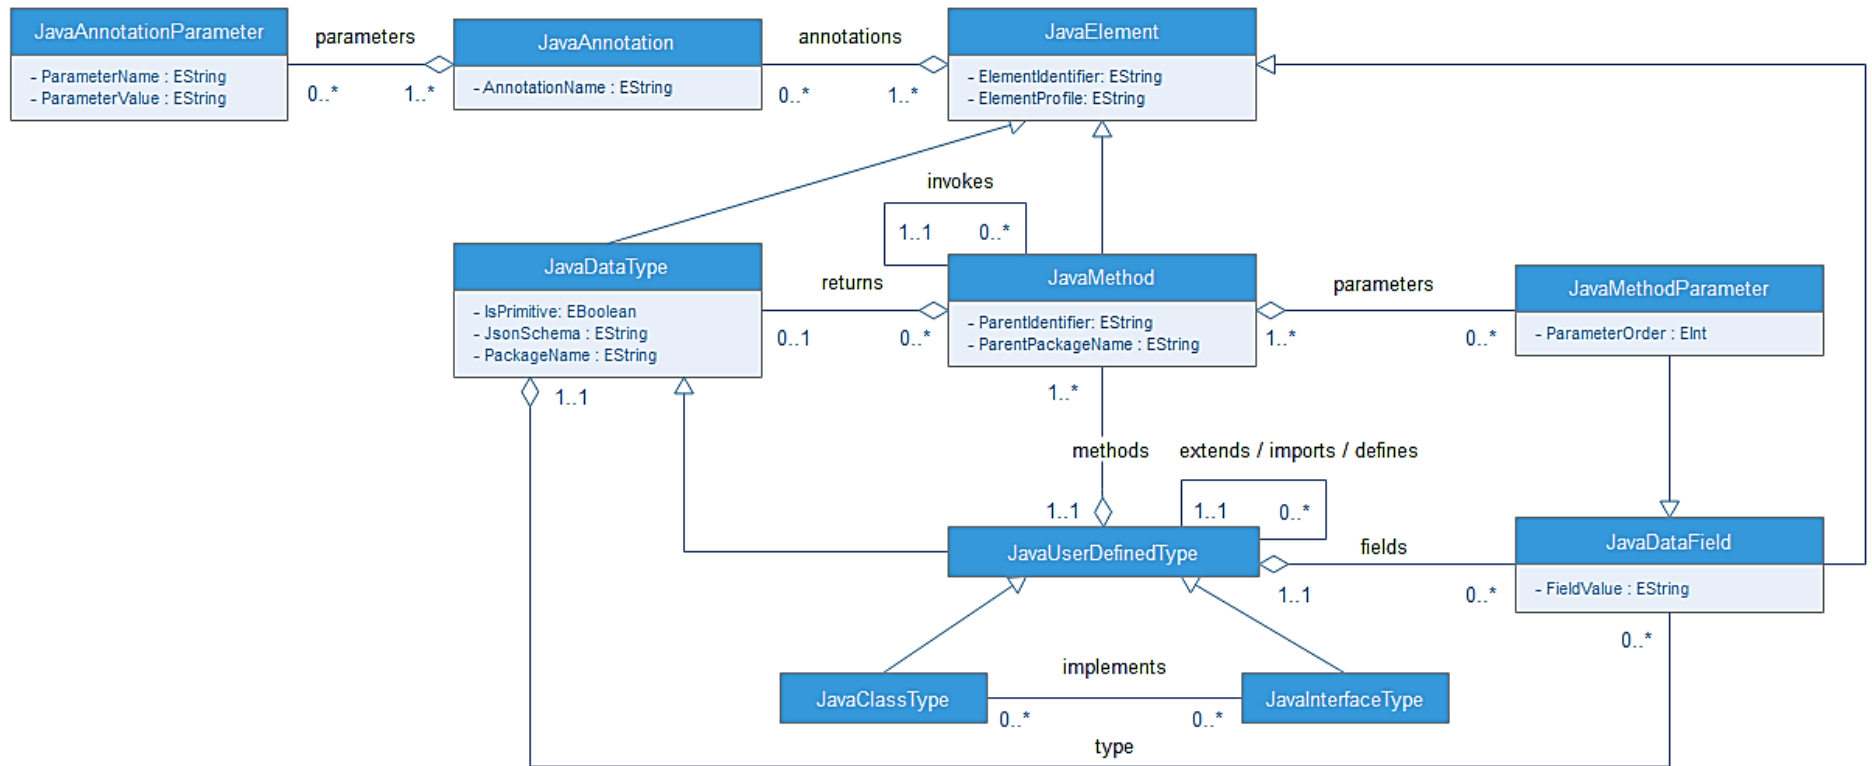 JavaAnnotationParameter
- ParameterName : EString
- ParameterValue : EString
parameters
0..*
1..*
JavaAnnotation
- AnnotationName : EString
annotations
0..*
1..*
JavaElement
- ElementIdentifier: EString
- ElementProfile: EString
invokes
1..1
0..*
JavaDataType
- IsPrimitive: EBoolean
- JsonSchema : EString
- PackageName : EString
returns
0..1
0..*
JavaMethod
- ParentIdentifier: EString
- ParentPackageName : EString
parameters
1..*
0..*
JavaMethodParameter
- ParameterOrder : EInt
1..1
1..*
methods
extends / imports / defines
1..1
1..1
0..*
JavaUserDefinedType
fields
1..1
0..*
JavaDataField
- FieldValue : EString
0..*
JavaClassType
implements
0..*
0..*
JavaInterfaceType
type